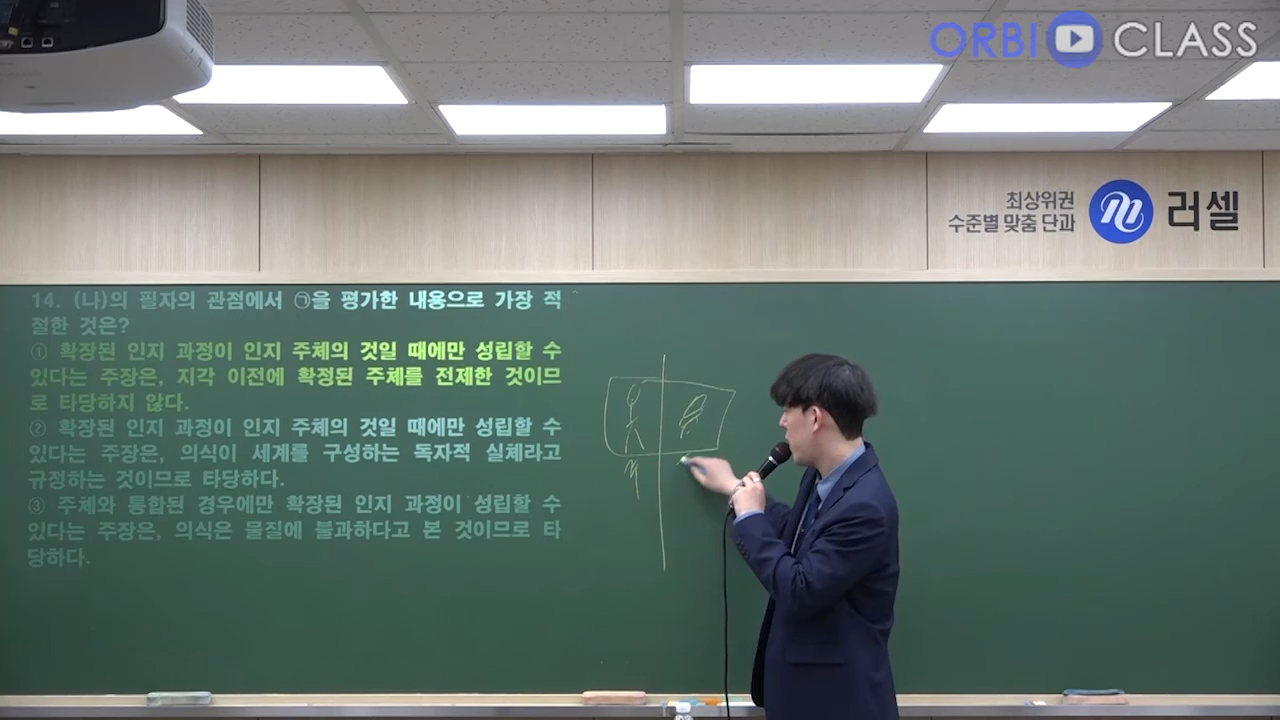 ORBI CLASS
최상위권
수준별 맞춤 단과
러셀
14. (나)의 필자의 관점에서 ㉠을 평가한 내용으로 가장 적
절한 것은?
① 확장된 인지 과정이 인지 주체의 것일 때에만 성립할 수
있다는 주장은, 지각 이전에 확정된 주체를 전제한 것이므
로 타당하지 않다.
② 확장된 인지 과정이 인지 주체의 것일 때에만 성립할 수
있다는 주장은, 의식이 세계를 구성하는 독자적 실체라고
규정하는 것이므로 타당하다.
③ 주체와 통합된 경우에만 확장된 인지 과정이 성립할 수
있다는 주장은, 의식은 물질에 불과하다고 본 것이므로 타
당하다.